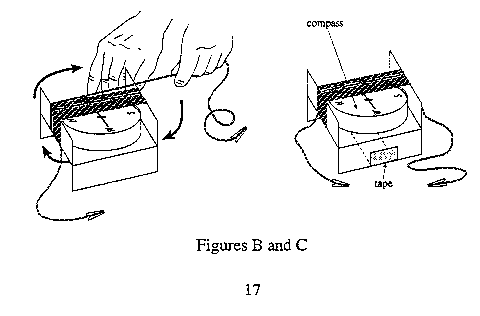 compass
tape
Figures B and C
17